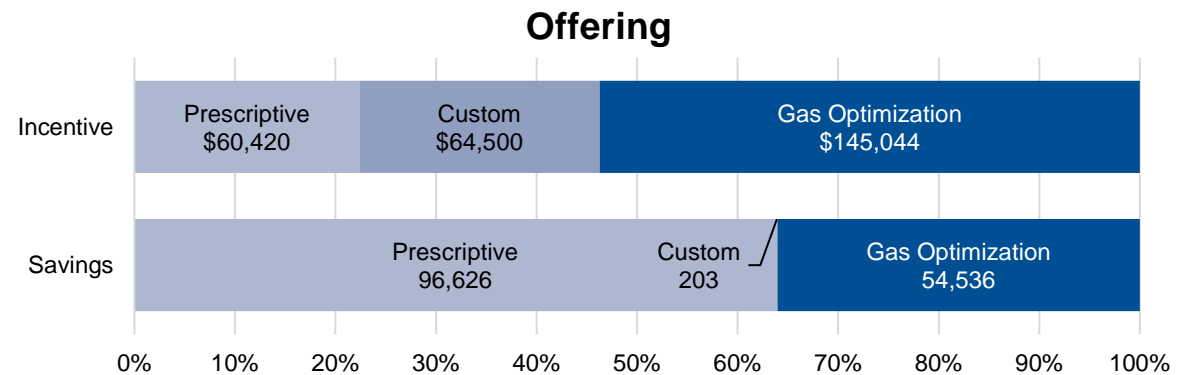 Offering
Incentive
Prescriptive
$60,420
Custom
$64,500
Gas Optimization
$145,044
Savings
Prescriptive
96,626
Custom
203
Gas Optimization
54,536
0% 10% 20% 30% 40% 50% 60% 70% 80% 90% 100%